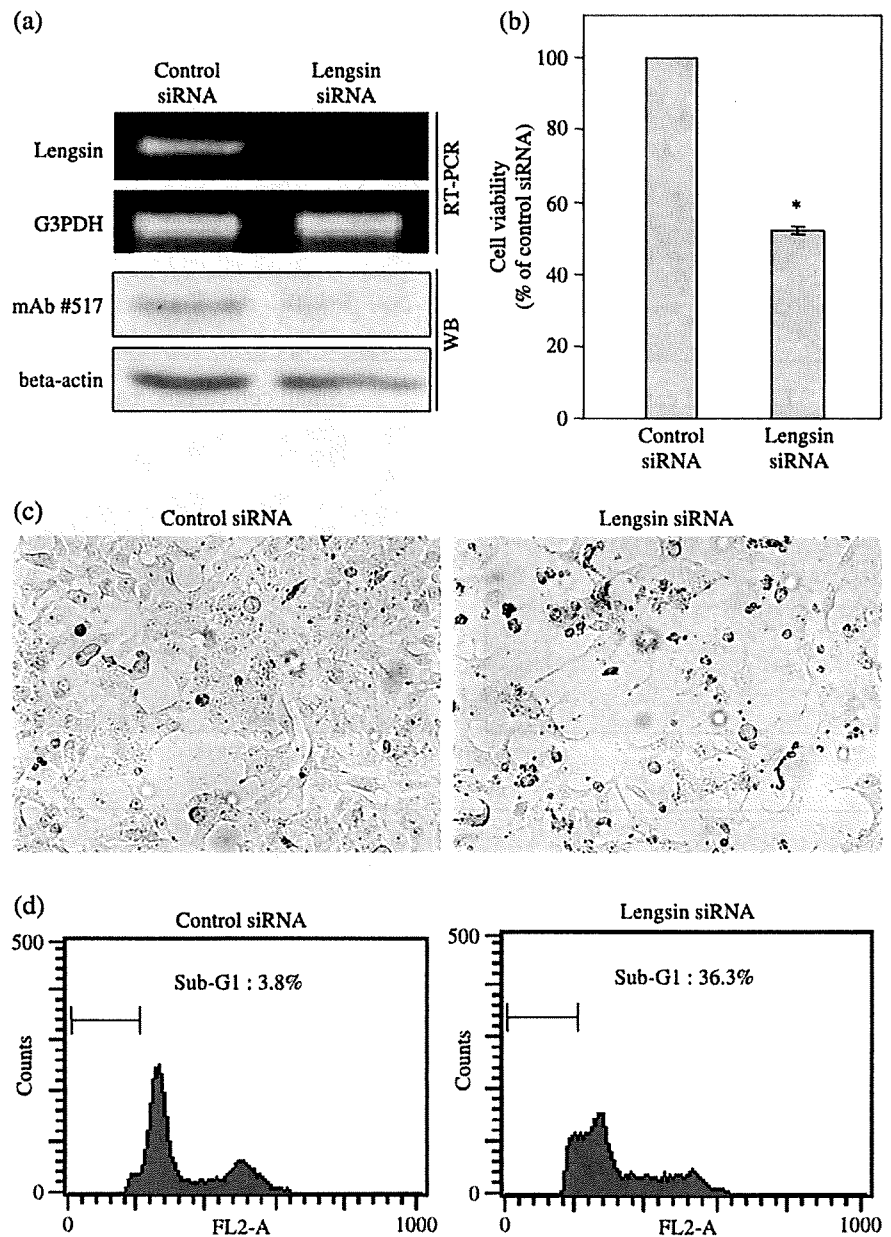 (a)
Control
siRNA
Lengsin
siRNA
Lengsin
G3PDH
RT-PCR
mAb #517
beta-actin
WB
(b)
Cell viability
(% of control siRNA)
100
80
60
40
20
0
*
Control
siRNA
Lengsin
siRNA
(c)
Control siRNA
Lengsin siRNA
(d)
Control siRNA
500
Sub-G1 : 3.8%
Counts
0
0
FL2-A
1000
Lengsin siRNA
500
Sub-G1 : 36.3%
Counts
0
0
FL2-A
1000